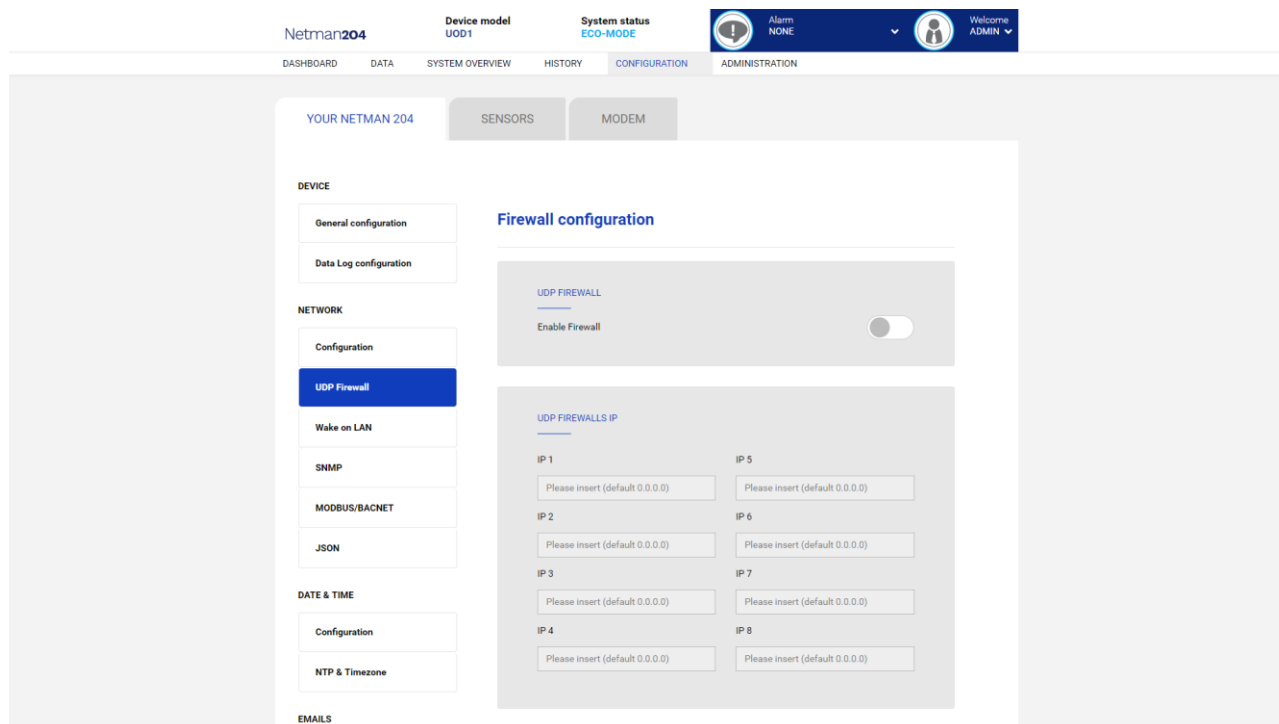 Netman204
Device model
UOD1
System status
ECO-MODE
Alarm
NONE
Welcome
ADMIN
DASHBOARD DATA SYSTEM OVERVIEW HISTORY CONFIGURATION ADMINISTRATION
YOUR NETMAN 204 SENSORS MODEM
DEVICE
General configuration
Data Log configuration
NETWORK
Configuration
UDP Firewall
Wake on LAN
SNMP
MODBUS/BACNET
JSON
DATE & TIME
Configuration
NTP & Timezone
EMAILS
Firewall configuration
UDP FIREWALL
Enable Firewall
UDP FIREWALLS IP
IP 1
Please insert (default 0.0.0.0)
IP 2
Please insert (default 0.0.0.0)
IP 3
Please insert (default 0.0.0.0)
IP 4
Please insert (default 0.0.0.0)
IP 5
Please insert (default 0.0.0.0)
IP 6
Please insert (default 0.0.0.0)
IP 7
Please insert (default 0.0.0.0)
IP 8
Please insert (default 0.0.0.0)